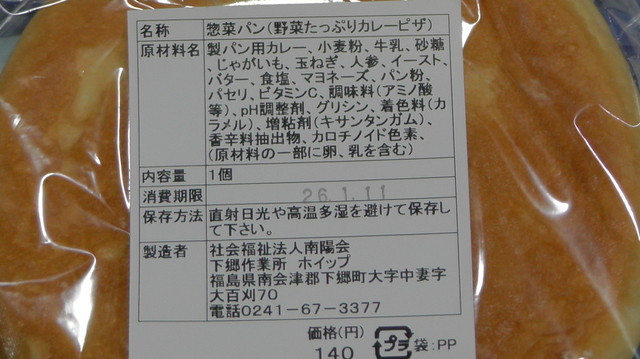 名称 惣菜パン(野菜たっぷりカレーピザ)
原材料名 製パン用カレー、小麦粉、牛乳、砂糖
、じゃがいも、玉ねぎ、人参、イースト、
バター、食塩、マヨネーズ、パン粉、
パセリ、ビタミンC、調味料(アミノ酸
等)、pH調整剤、グリシン、着色料(カ
ラメル)、増粘剤(キサンタンガム)、
香辛料抽出物、カロチノイド色素、
(原材料の一部に卵、乳を含む)
内容量 1個
消費期限 26.1.11
保存方法 直射日光や高温多湿を避けて保存し
て下さい。
製造者 社会福祉法人南陽会
下郷作業所 ホイップ
福島県南会津郡下郷町大字中妻字
大百刈70
電話0241-67-3377
価格(円)
140
プラ 袋:PP